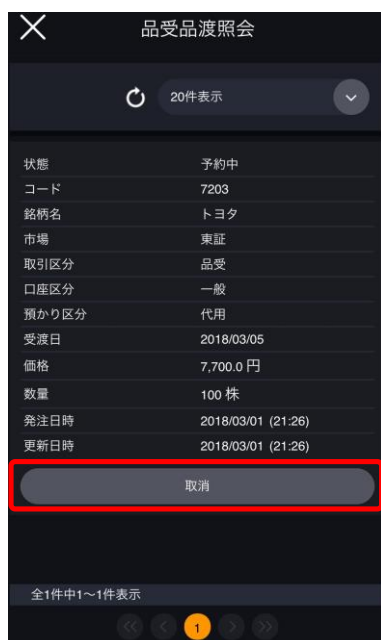 品受品渡照会
20件表示
状態 予約中
コード 7203
銘柄名 トヨタ
市場 東証
取引区分 品受
口座区分 一般
預かり区分 代用
受渡日 2018/03/05
価格 7,700.0 円
数量 100 株
発注日時 2018/03/01 (21:26)
更新日時 2018/03/01 (21:26)
取消
全1件中1〜1件表示
1